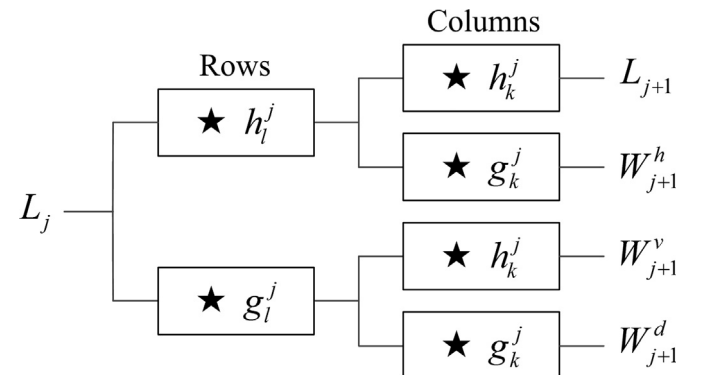 Columns
Rows
★ h_k^j
L_{j+1}
★ h_l^j
★ g_k^j
W_{j+1}^h
L_j
★ h_k^j
W_{j+1}^v
★ g_l^j
★ g_k^j
W_{j+1}^d